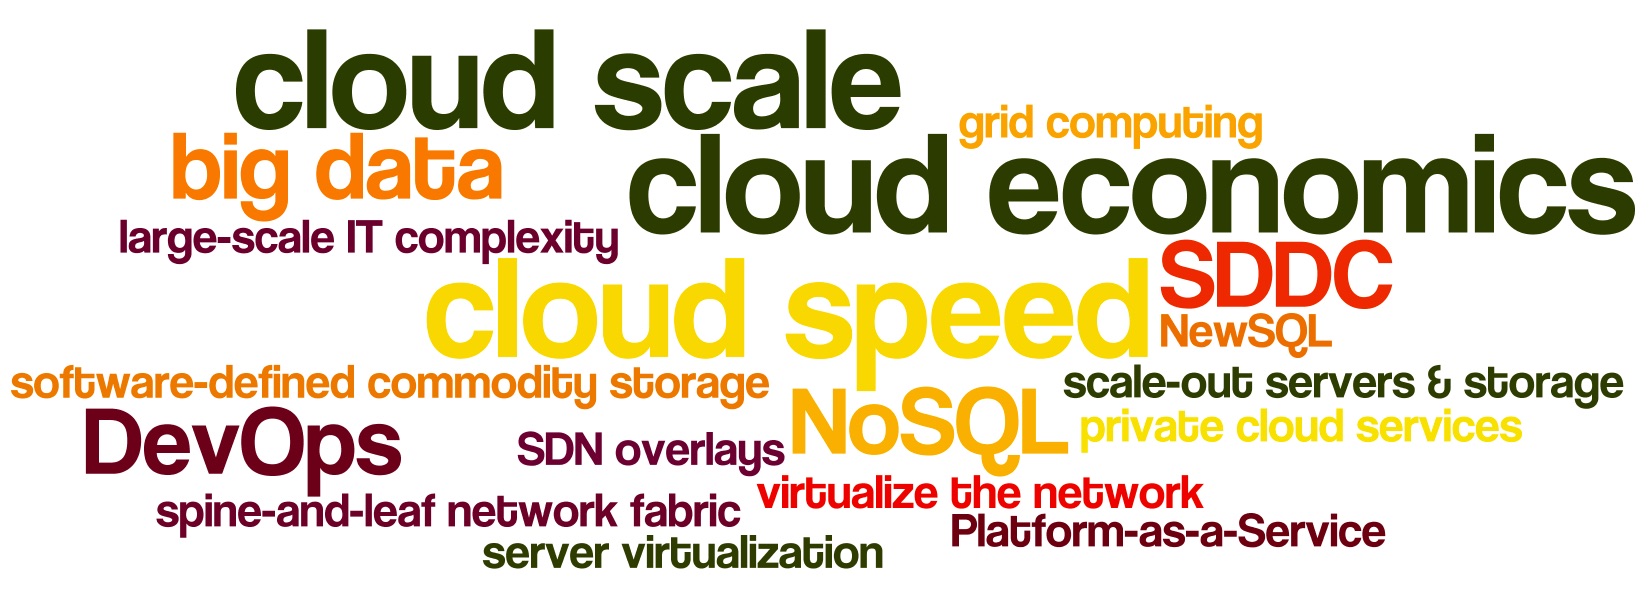 cloud scale
grid computing
big data
cloud economics
large-scale IT complexity
SDDC
cloud speed
NewSQL
software-defined commodity storage
scale-out servers & storage
NoSQL
private cloud services
DevOps
SDN overlays
virtualize the network
spine-and-leaf network fabric
Platform-as-a-Service
server virtualization